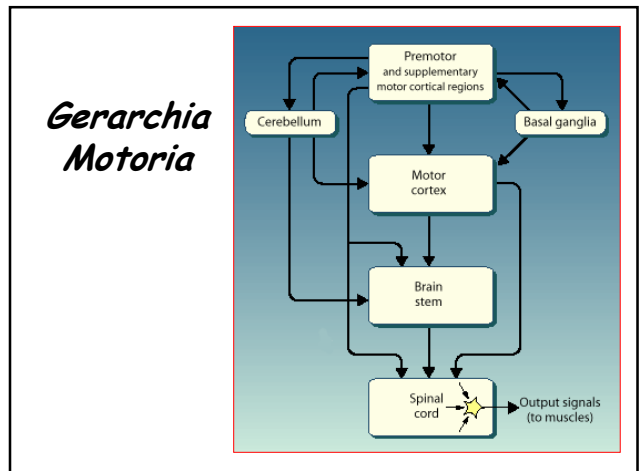 Gerarchia
Motoria
Premotor
and supplementary
motor cortical regions
Cerebellum
Basal ganglia
Motor
cortex
Brain
stem
Spinal
cord
Output signals
(to muscles)